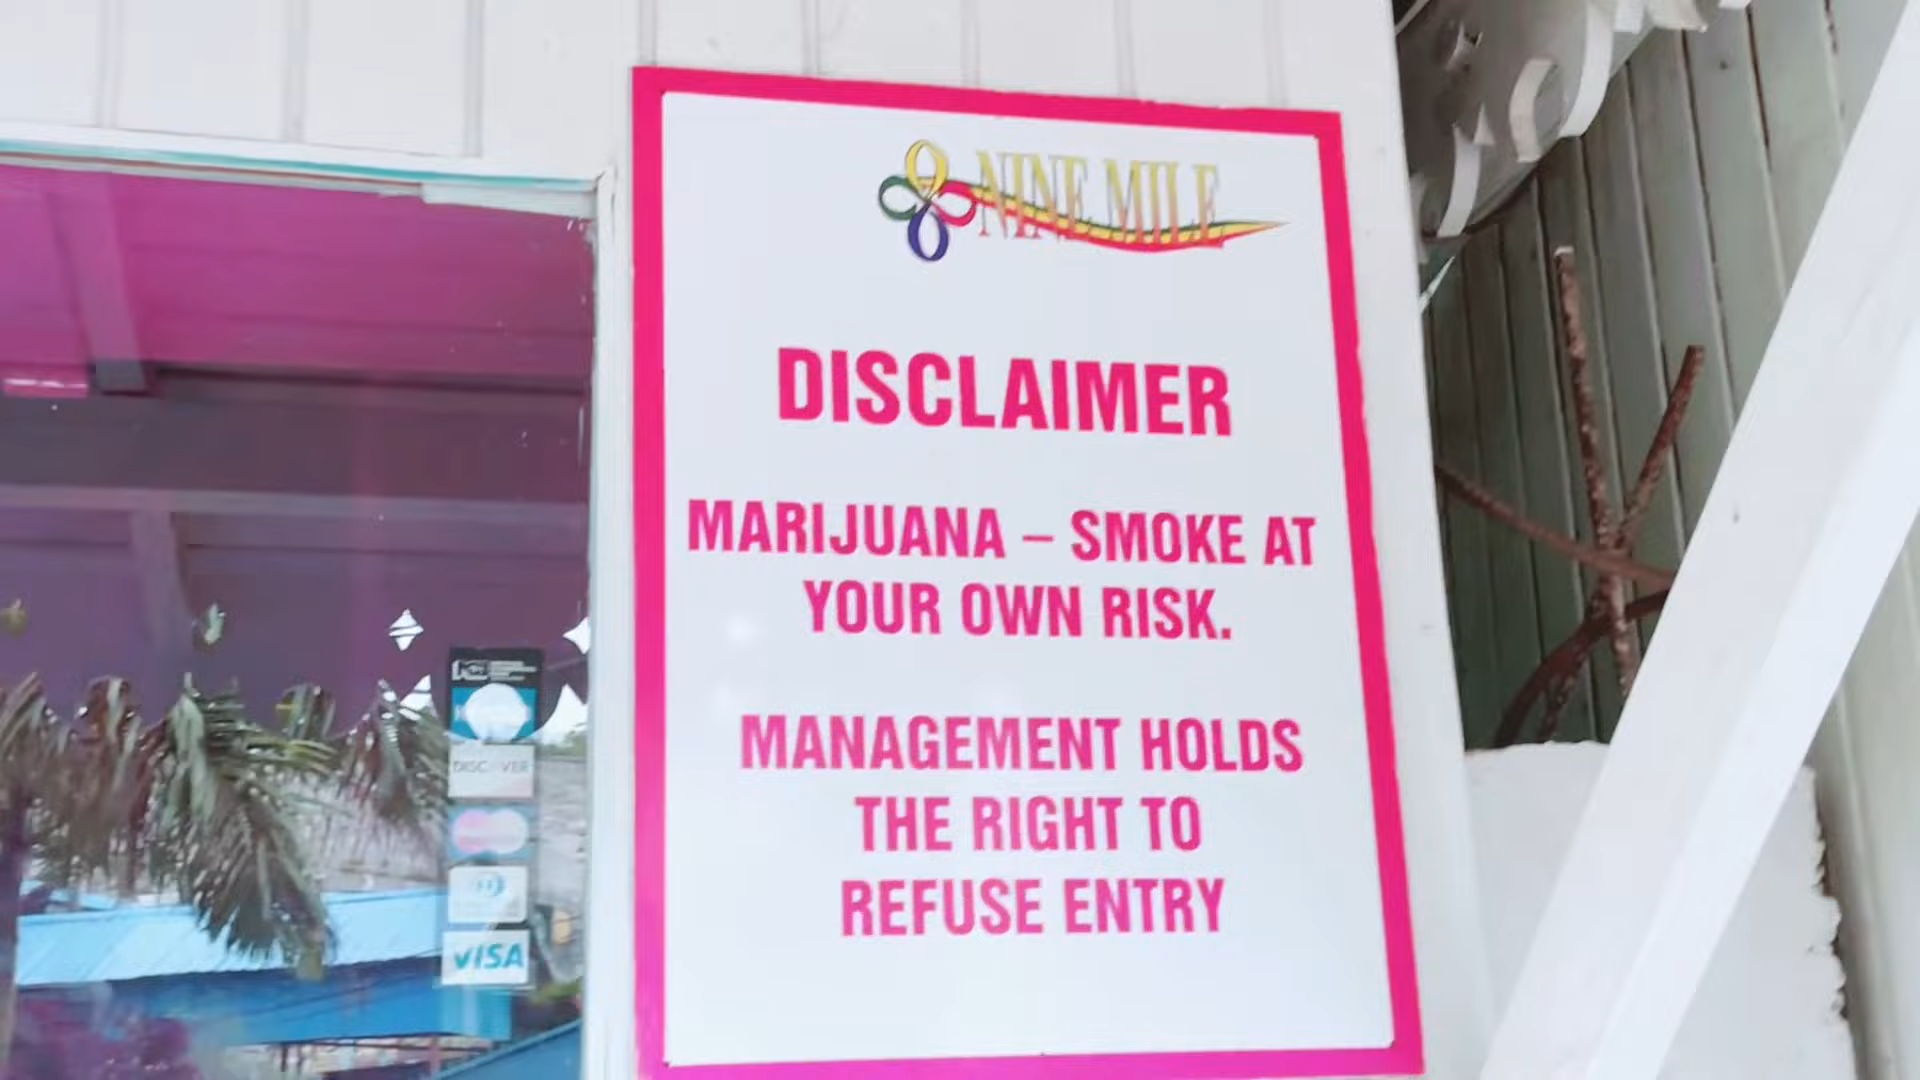 NINE MILE
DISCLAIMER
MARIJUANA – SMOKE AT
YOUR OWN RISK.
MANAGEMENT HOLDS
THE RIGHT TO
REFUSE ENTRY
DISCOVER
VISA